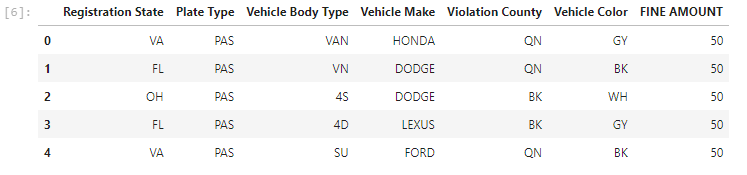 [6]: Registration State Plate Type Vehicle Body Type Vehicle Make Violation County Vehicle Color FINE AMOUNT
0 VA PAS VAN HONDA QN GY 50
1 FL PAS VN DODGE QN BK 50
2 OH PAS 4S DODGE BK WH 50
3 FL PAS 4D LEXUS BK GY 50
4 VA PAS SU FORD QN BK 50